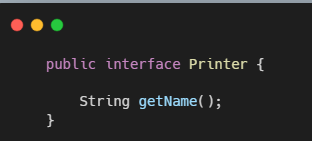 public interface Printer {
String getName();
}